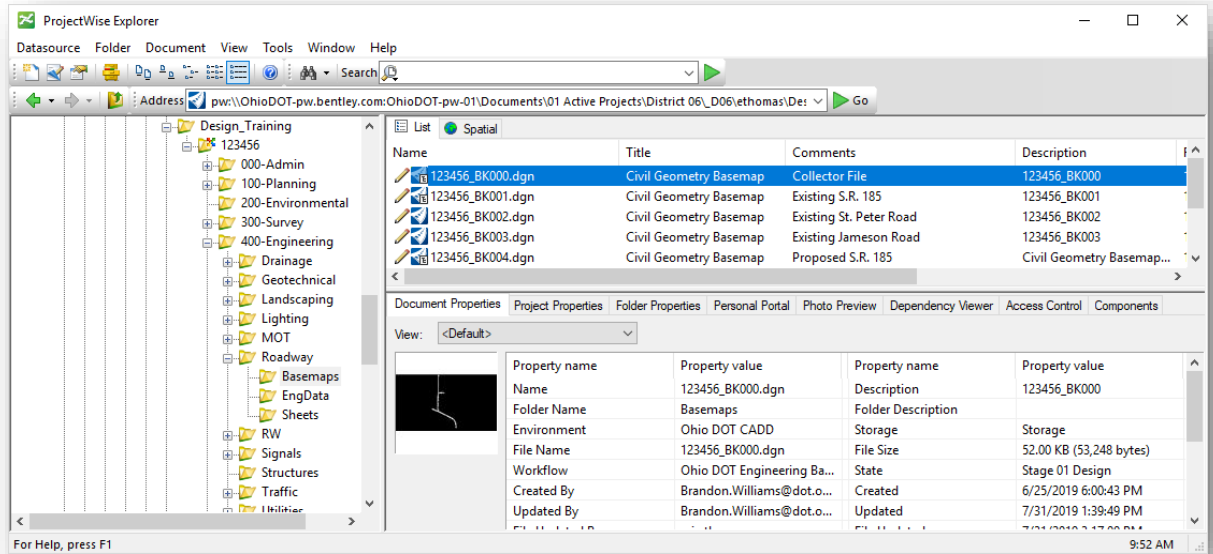 ProjectWise Explorer
Datasource Folder Document View Tools Window Help
Search
Address pw:\\OhioDOT-pw.bentley.com:OhioDOT-pw-01\Documents\01 Active Projects\District 06\_D06\ethomas\De: Go
Design_Training
123456
000-Admin
100-Planning
200-Environmental
300-Survey
400-Engineering
Drainage
Geotechnical
Landscaping
Lighting
MOT
Roadway
Basemaps
EngData
Sheets
RW
Signals
Structures
Traffic
Utilities
List Spatial
Name Title Comments Description
123456_BK000.dgn Civil Geometry Basemap Collector File 123456_BK000
123456_BK001.dgn Civil Geometry Basemap Existing S.R. 185 123456_BK001
123456_BK002.dgn Civil Geometry Basemap Existing St. Peter Road 123456_BK002
123456_BK003.dgn Civil Geometry Basemap Existing Jameson Road 123456_BK003
123456_BK004.dgn Civil Geometry Basemap Proposed S.R. 185 Civil Geometry Basemap...
Document Properties Project Properties Folder Properties Personal Portal Photo Preview Dependency Viewer Access Control Components
View: <Default>
Property name Property value Property name Property value
Name 123456_BK000.dgn Description 123456_BK000
Folder Name Basemaps Folder Description
Environment Ohio DOT CADD Storage Storage
File Name 123456_BK000.dgn File Size 52.00 KB (53,248 bytes)
Workflow Ohio DOT Engineering Ba... State Stage 01 Design
Created By Brandon.Williams@dot.o... Created 6/25/2019 6:00:43 PM
Updated By Brandon.Williams@dot.o... Updated 7/31/2019 1:39:49 PM
For Help, press F1 9:52 AM